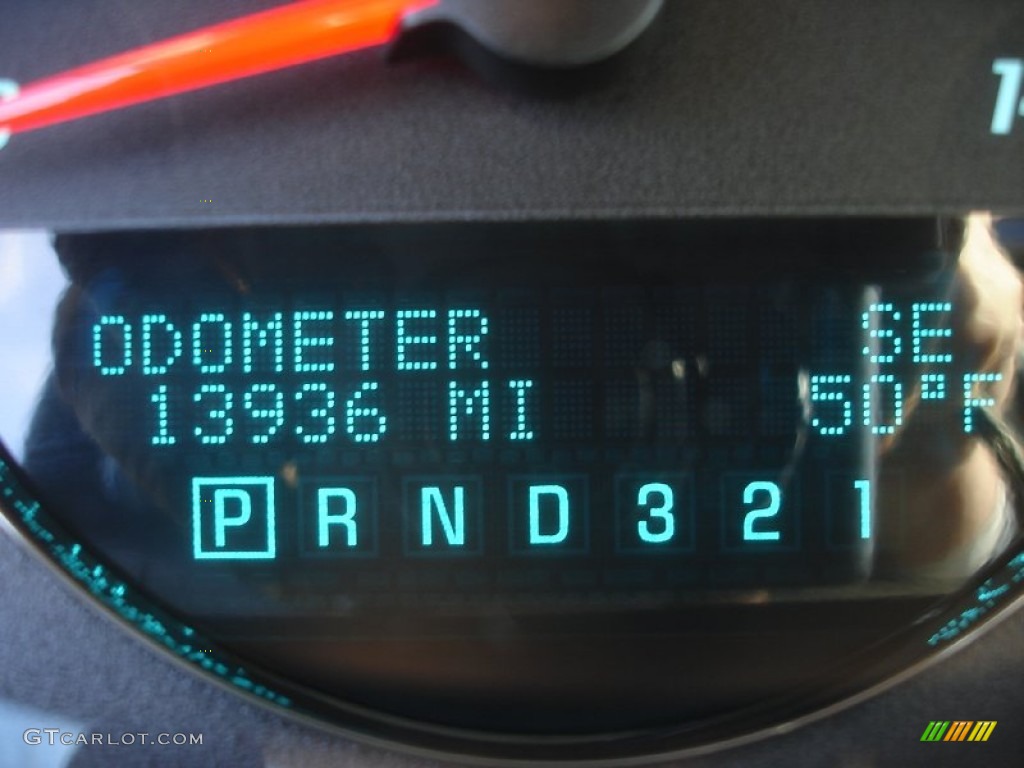 ODOMETER SE
13936 MI 50°F
P R N D 3 2 1
GTCARLOT.COM